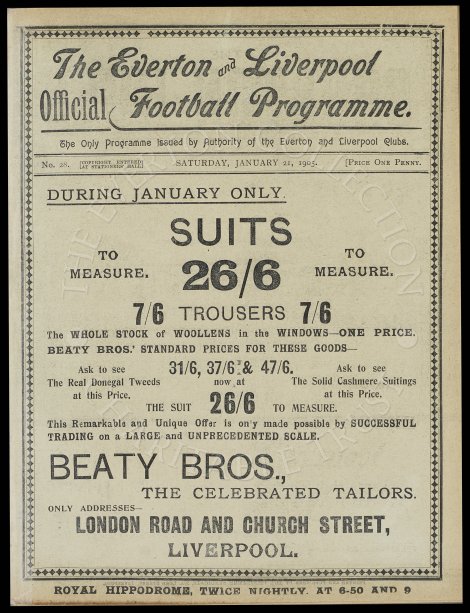 The Everton and Liverpool
Official Football Programme.
The Only Programme issued by Authority of the Everton and Liverpool Clubs.
No. 28. [COPYRIGHT ENTERED AT STATIONERS' HALL] SATURDAY, JANUARY 21, 1905. [PRICE ONE PENNY.
DURING JANUARY ONLY.
SUITS
TO MEASURE. 26/6 TO MEASURE.
7/6 TROUSERS 7/6
The WHOLE STOCK of WOOLLENS in the WINDOWS—ONE PRICE.
BEATY BROS.' STANDARD PRICES FOR THESE GOODS—
Ask to see 31/6, 37/6 & 47/6. Ask to see
The Real Donegal Tweeds now at The Solid Cashmere Suitings
at this Price. at this Price.
THE SUIT 26/6 TO MEASURE.
This Remarkable and Unique Offer is only made possible by SUCCESSFUL
TRADING on a LARGE and UNPRECEDENTED SCALE.
BEATY BROS.,
THE CELEBRATED TAILORS.
ONLY ADDRESSES—
LONDON ROAD AND CHURCH STREET,
LIVERPOOL.
ROYAL HIPPODROME, TWICE NIGHTLY, AT 6-50 AND 9